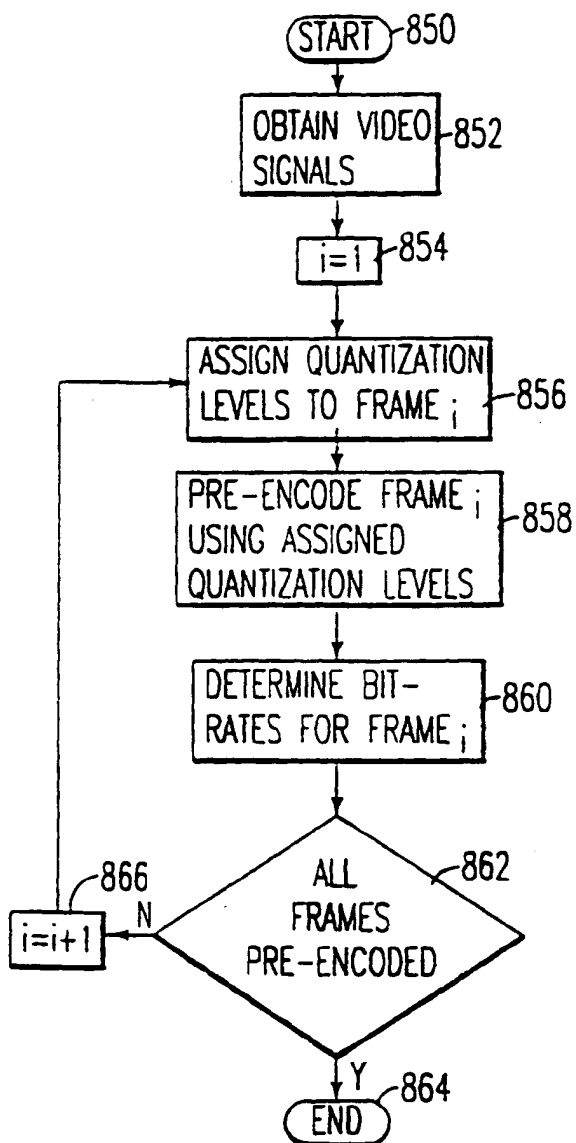 START 850
OBTAIN VIDEO
SIGNALS
852
i=1
854
ASSIGN QUANTIZATION
LEVELS TO FRAME i
856
PRE-ENCODE FRAME i
USING ASSIGNED
QUANTIZATION LEVELS
858
DETERMINE BIT-
RATES FOR FRAME i
860
ALL
FRAMES
PRE-ENCODED
862
N
866
i=i+1
Y
END 864